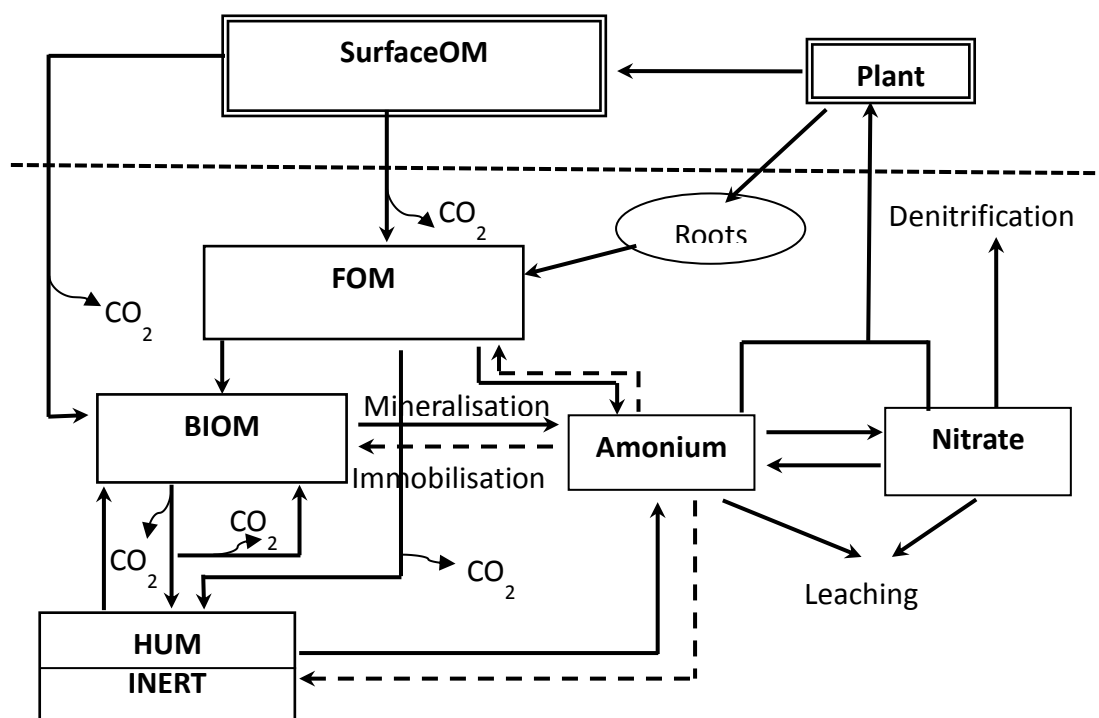 SurfaceOM
Plant
CO2
Roots
Denitrification
FOM
CO2
Mineralisation
BIOM
Amonium
Nitrate
Immobilisation
CO2
CO2
CO2
Leaching
HUM
INERT